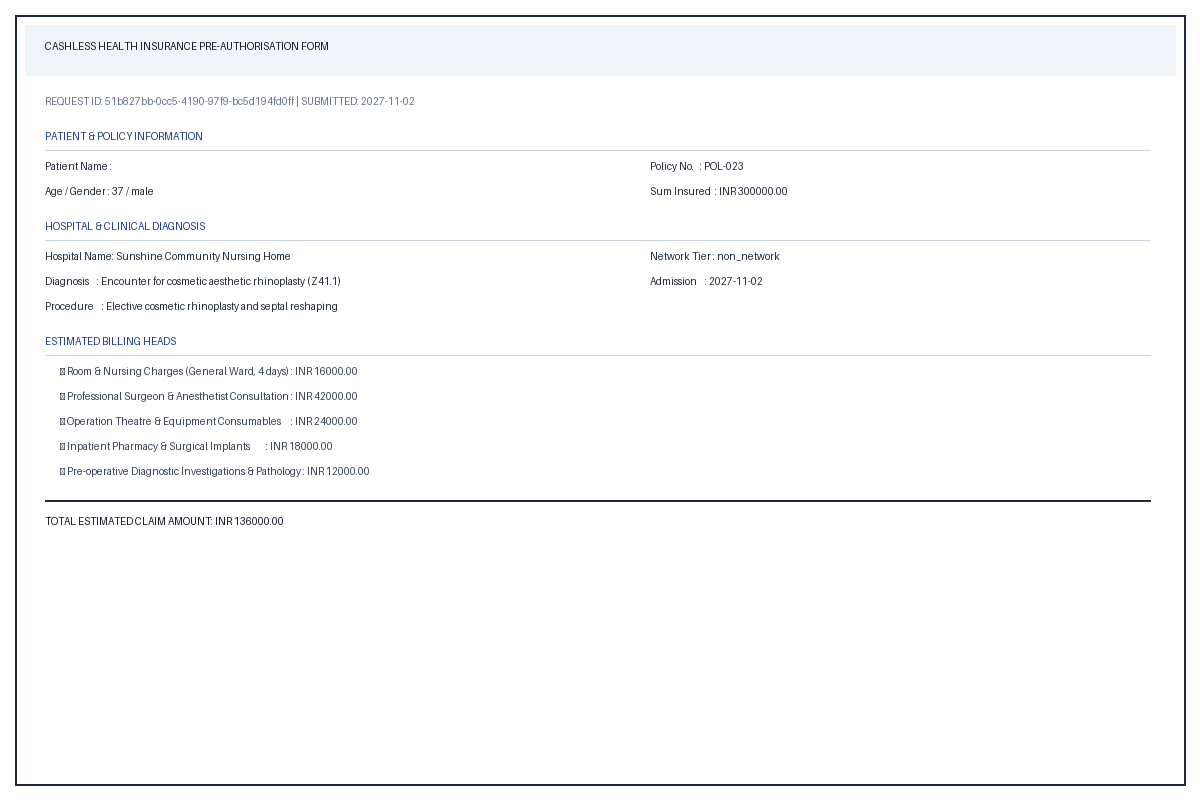 CASHLESS HEALTH INSURANCE PRE-AUTHORISATION FORM
REQUEST ID: 51b827bb-0cc5-4190-97f9-bc5d194fd0ff | SUBMITTED: 2027-11-02
PATIENT & POLICY INFORMATION
Patient Name :
Policy No. : POL-023
Age / Gender : 37 / male
Sum Insured : INR 300000.00
HOSPITAL & CLINICAL DIAGNOSIS
Hospital Name: Sunshine Community Nursing Home
Network Tier : non_network
Diagnosis : Encounter for cosmetic aesthetic rhinoplasty (Z41.1)
Admission : 2027-11-02
Procedure : Elective cosmetic rhinoplasty and septal reshaping
ESTIMATED BILLING HEADS
Room & Nursing Charges (General Ward, 4 days) : INR 16000.00
Professional Surgeon & Anesthetist Consultation : INR 42000.00
Operation Theatre & Equipment Consumables : INR 24000.00
Inpatient Pharmacy & Surgical Implants : INR 18000.00
Pre-operative Diagnostic Investigations & Pathology : INR 12000.00
TOTAL ESTIMATED CLAIM AMOUNT: INR 136000.00